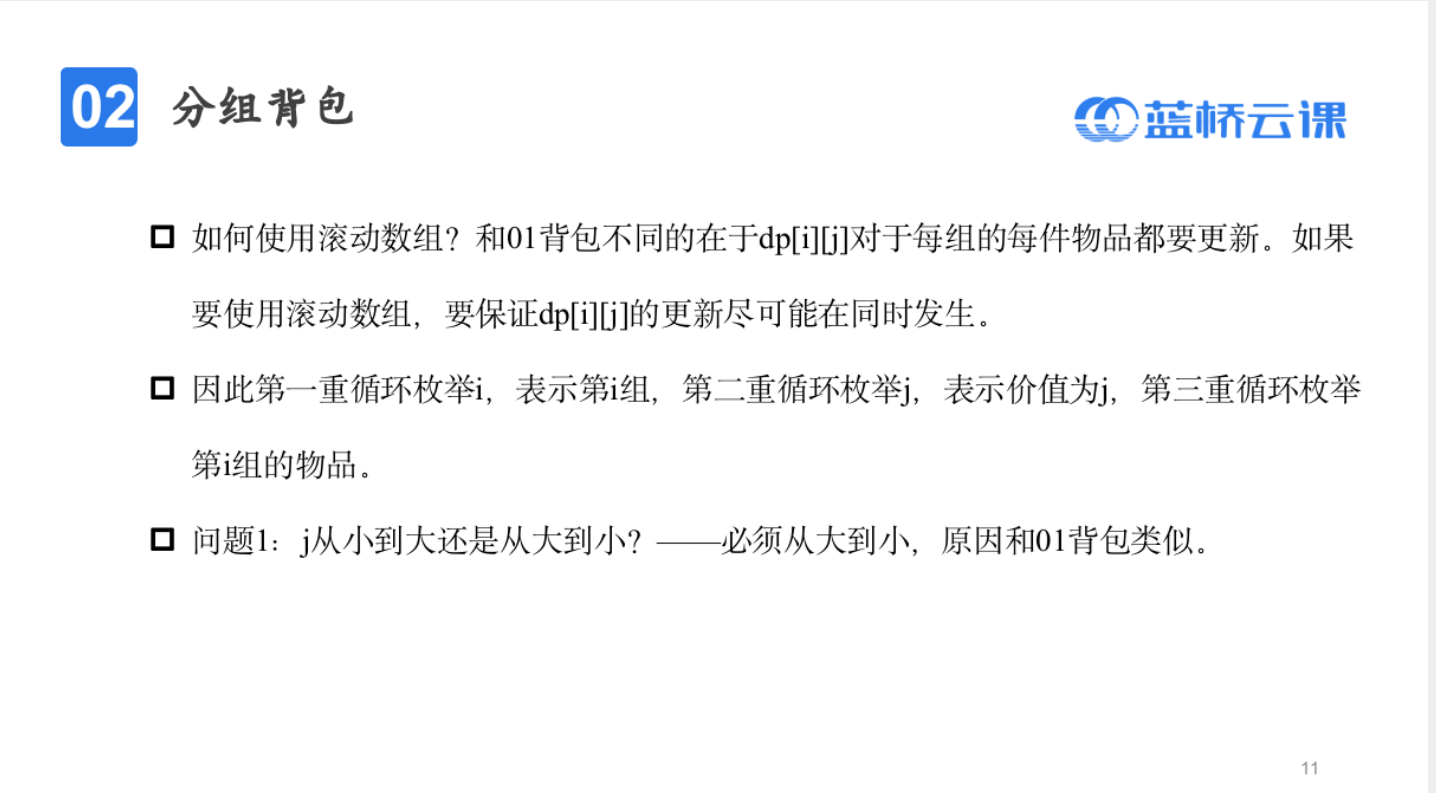 02 分组背包
蓝桥云课
如何使用滚动数组？和01背包不同的在于dp[i][j]对于每组的每件物品都要更新。如果
要使用滚动数组，要保证dp[i][j]的更新尽可能在同时发生。
因此第一重循环枚举i，表示第i组，第二重循环枚举j，表示价值为j，第三重循环枚举
第i组的物品。
问题1：j从小到大还是从大到小？——必须从大到小，原因和01背包类似。
11